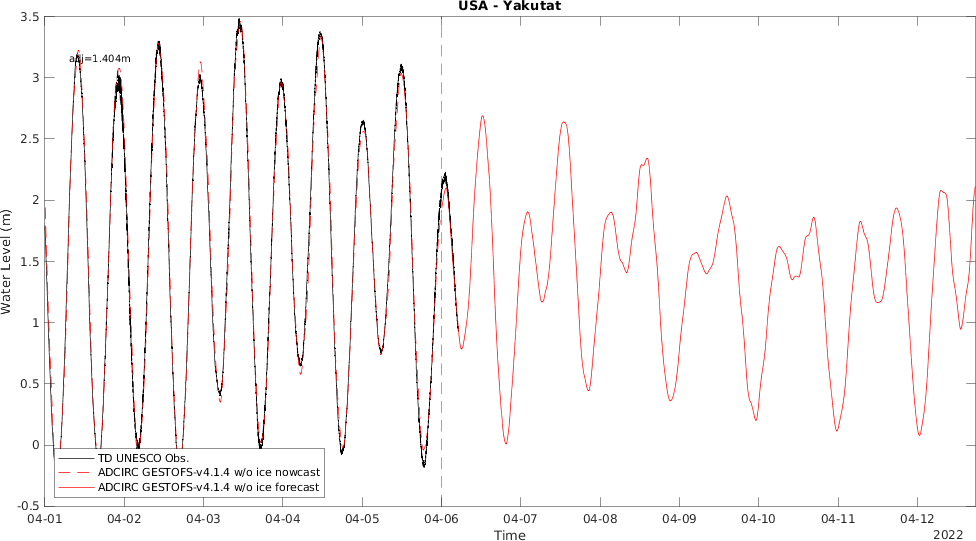 USA - Yakutat
3.5
3
2.5
2
1.5
1
0.5
0
-0.5
Water Level (m)
adj=1.404m
TD UNESCO Obs.
ADCIRC GESTOFS-v4.1.4 w/o ice nowcast
ADCIRC GESTOFS-v4.1.4 w/o ice forecast
04-01 04-02 04-03 04-04 04-05 04-06 04-07 04-08 04-09 04-10 04-11 04-12
Time
2022